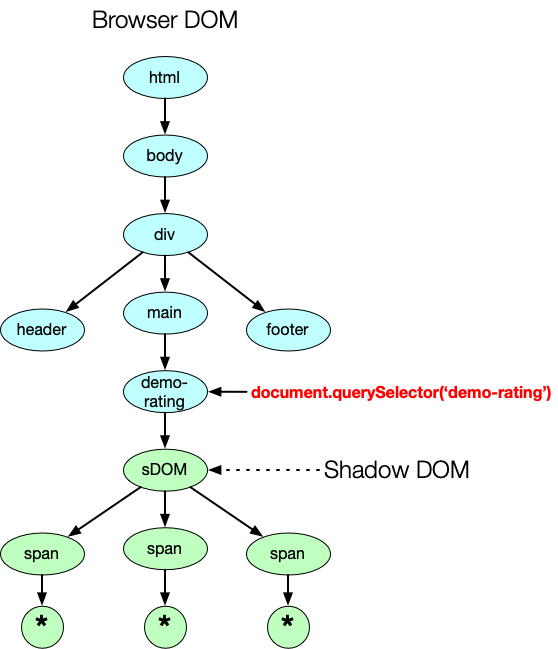 Browser DOM
html
body
div
header
main
footer
demo-
rating
document.querySelector(‘demo-rating’)
sDOM
Shadow DOM
span
span
span
*
*
*